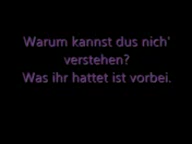 Warum kannst dus nich'
verstehen?
Was ihr hattet ist vorbei.